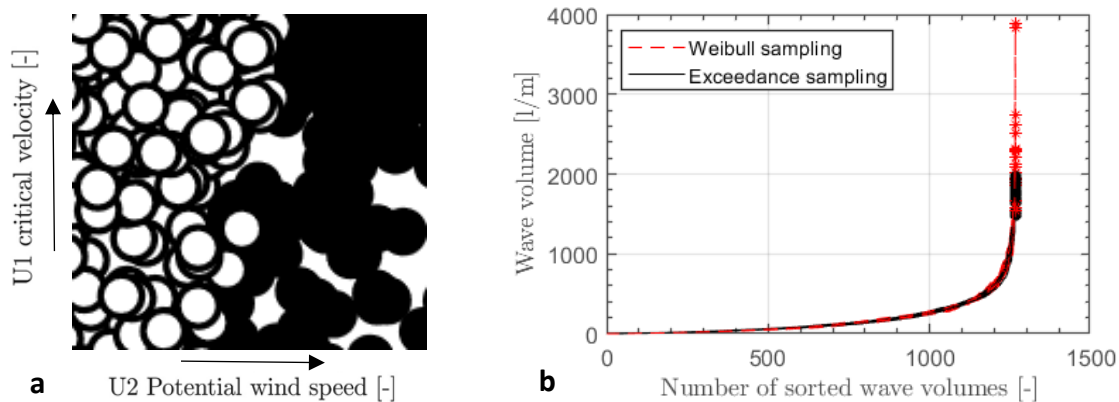 U1 critical velocity [-]
a
U2 Potential wind speed [-]
Wave volume [l/m]
4000
3000
2000
1000
0
Weibull sampling
Exceedance sampling
0
500
1000
1500
b
Number of sorted wave volumes [-]